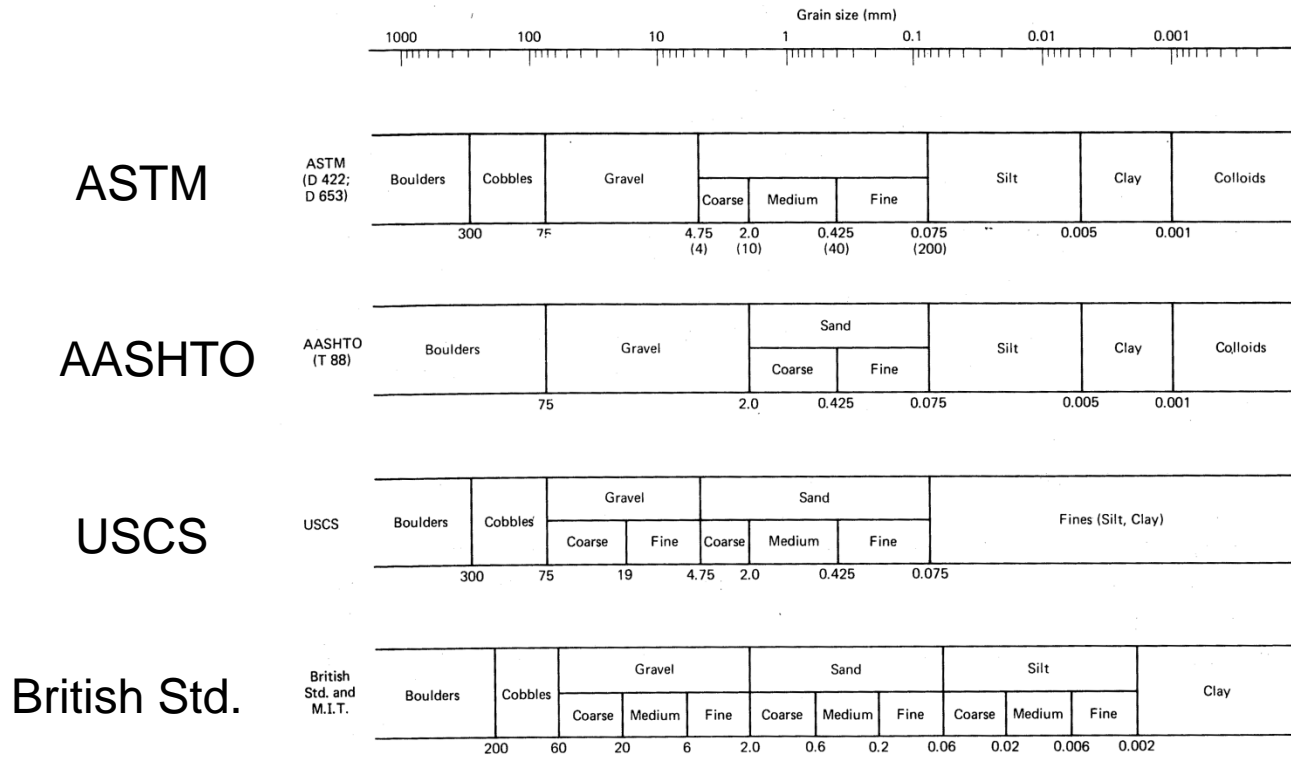 Grain size (mm)
1000 100 10 1 0.1 0.01 0.001
ASTM
ASTM
(D 422;
D 653)
Boulders Cobbles Gravel Silt Clay Colloids
Coarse Medium Fine
300 75 4.75 2.0 0.425 0.075 0.005 0.001
(4) (10) (40) (200)
AASHTO
AASHTO
(T 88)
Boulders Gravel Sand Silt Clay Colloids
Coarse Fine
75 2.0 0.425 0.075 0.005 0.001
USCS
USCS
Boulders Cobbles Gravel Sand Fines (Silt, Clay)
Coarse Fine Coarse Medium Fine
300 75 19 4.75 2.0 0.425 0.075
British Std.
British
Std. and
M.I.T.
Boulders Cobbles Gravel Sand Silt Clay
Coarse Medium Fine Coarse Medium Fine Coarse Medium Fine
200 60 20 6 2.0 0.6 0.2 0.06 0.02 0.006 0.002